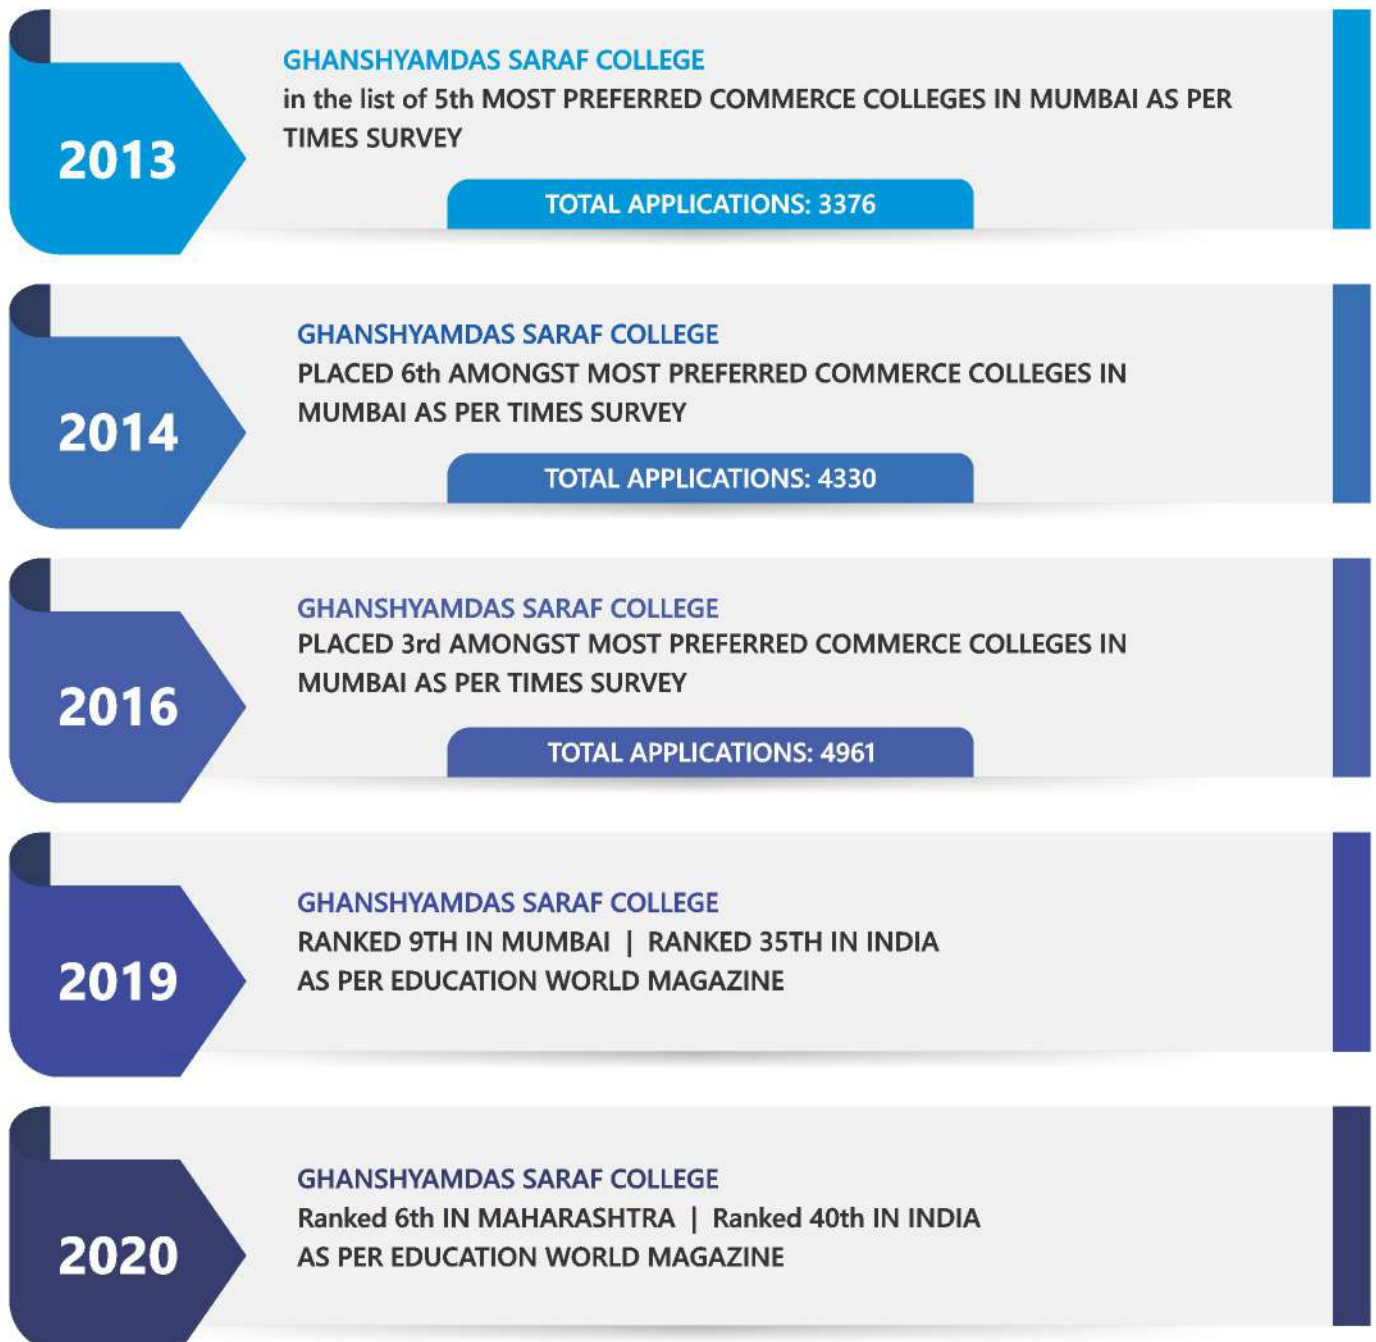 2013
GHANSHYAMDAS SARAF COLLEGE
in the list of 5th MOST PREFERRED COMMERCE COLLEGES IN MUMBAI AS PER
TIMES SURVEY
TOTAL APPLICATIONS: 3376
2014
GHANSHYAMDAS SARAF COLLEGE
PLACED 6th AMONGST MOST PREFERRED COMMERCE COLLEGES IN
MUMBAI AS PER TIMES SURVEY
TOTAL APPLICATIONS: 4330
2016
GHANSHYAMDAS SARAF COLLEGE
PLACED 3rd AMONGST MOST PREFERRED COMMERCE COLLEGES IN
MUMBAI AS PER TIMES SURVEY
TOTAL APPLICATIONS: 4961
2019
GHANSHYAMDAS SARAF COLLEGE
RANKED 9TH IN MUMBAI | RANKED 35TH IN INDIA
AS PER EDUCATION WORLD MAGAZINE
2020
GHANSHYAMDAS SARAF COLLEGE
Ranked 6th IN MAHARASHTRA | Ranked 40th IN INDIA
AS PER EDUCATION WORLD MAGAZINE